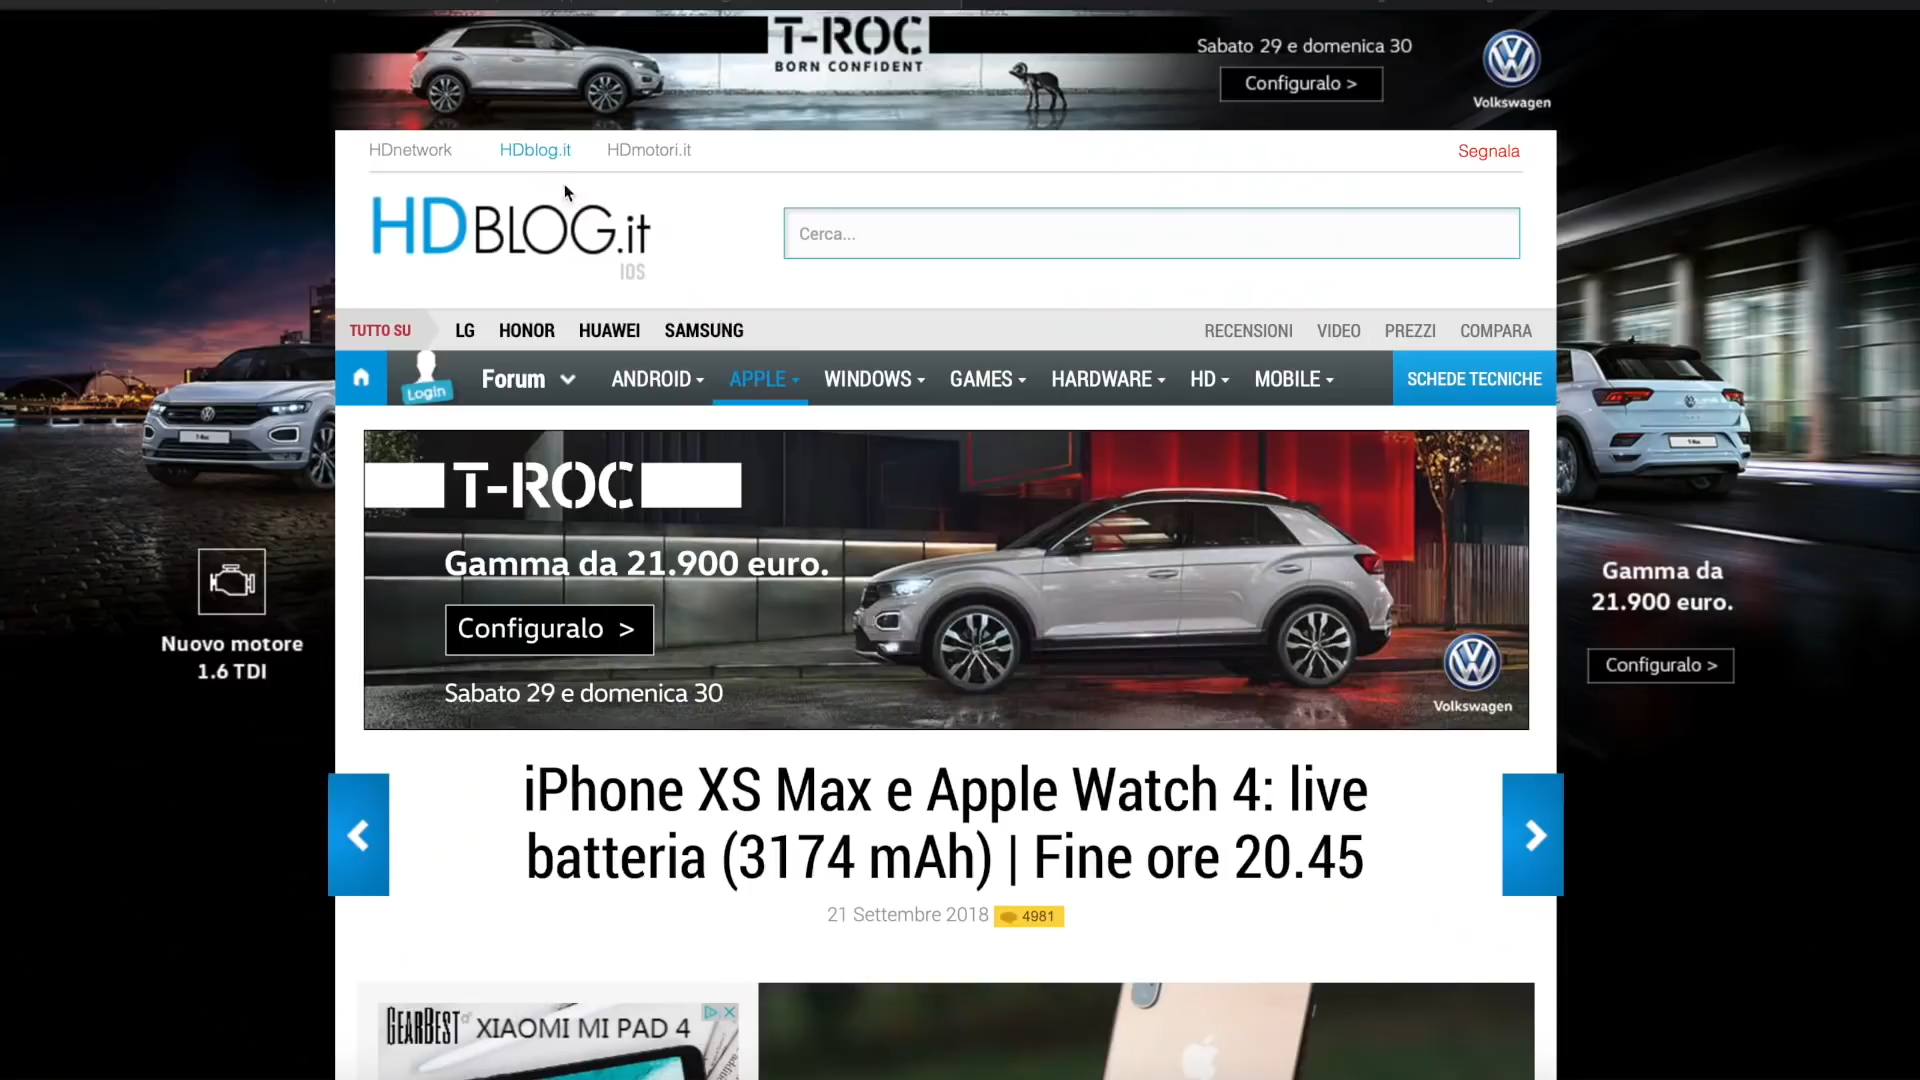 T-ROC
BORN CONFIDENT
Sabato 29 e domenica 30
Configuralo >
Volkswagen
HDnetwork HDblog.it HDmotori.it Segnala
HDBLOG.it
IOS
Cerca...
TUTTO SU LG HONOR HUAWEI SAMSUNG RECENSIONI VIDEO PREZZI COMPARA
Login Forum ANDROID APPLE WINDOWS GAMES HARDWARE HD MOBILE SCHEDE TECNICHE
T-ROC
Gamma da 21.900 euro.
Configuralo >
Sabato 29 e domenica 30
Volkswagen
Nuovo motore
1.6 TDI
Gamma da
21.900 euro.
Configuralo >
iPhone XS Max e Apple Watch 4: live
batteria (3174 mAh) | Fine ore 20.45
21 Settembre 2018 4981
GEARBEST XIAOMI MI PAD 4